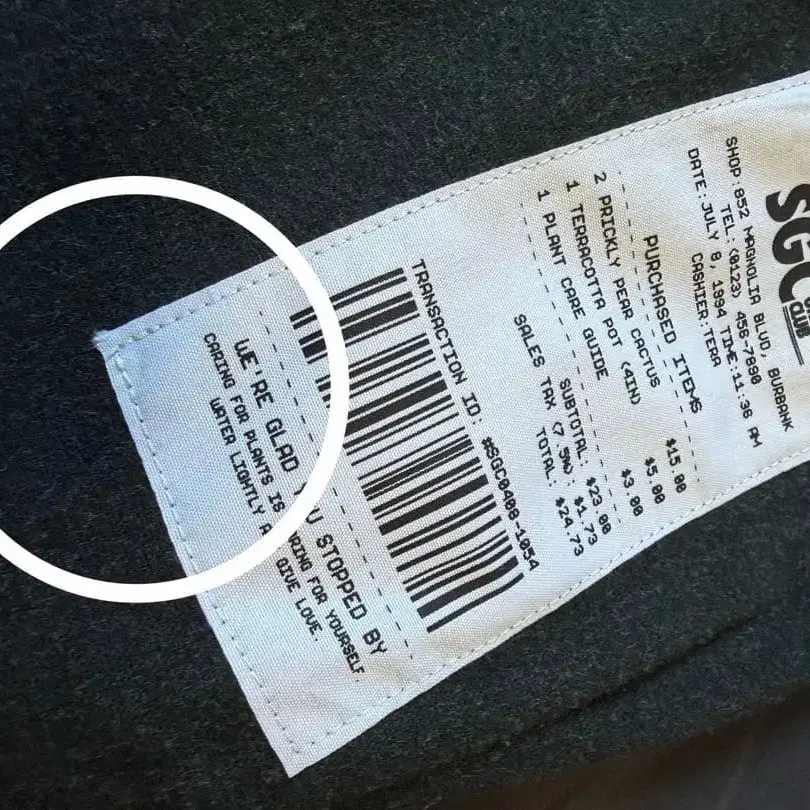 SGC
CLUB
SHOP:852 MAGNOLIA BLVD, BURBANK
TEL: (0123) 456-7890
DATE:JULY 8, 1994 TIME:11:36 AM
CASHIER:TERRA
PURCHASED ITEMS
2 PRICKLY PEAR CACTUS $15.00
1 TERRACOTTA POT (4IN) $5.00
1 PLANT CARE GUIDE $3.00
SUBTOTAL: $23.00
SALES TAX (7.5%): $1.73
TOTAL: $24.73
TRANSACTION ID: #SGC0408-1054
WE'RE GLAD YOU STOPPED BY
CARING FOR PLANTS IS CARING FOR YOURSELF.
WATER LIGHTLY GIVE LOVE.